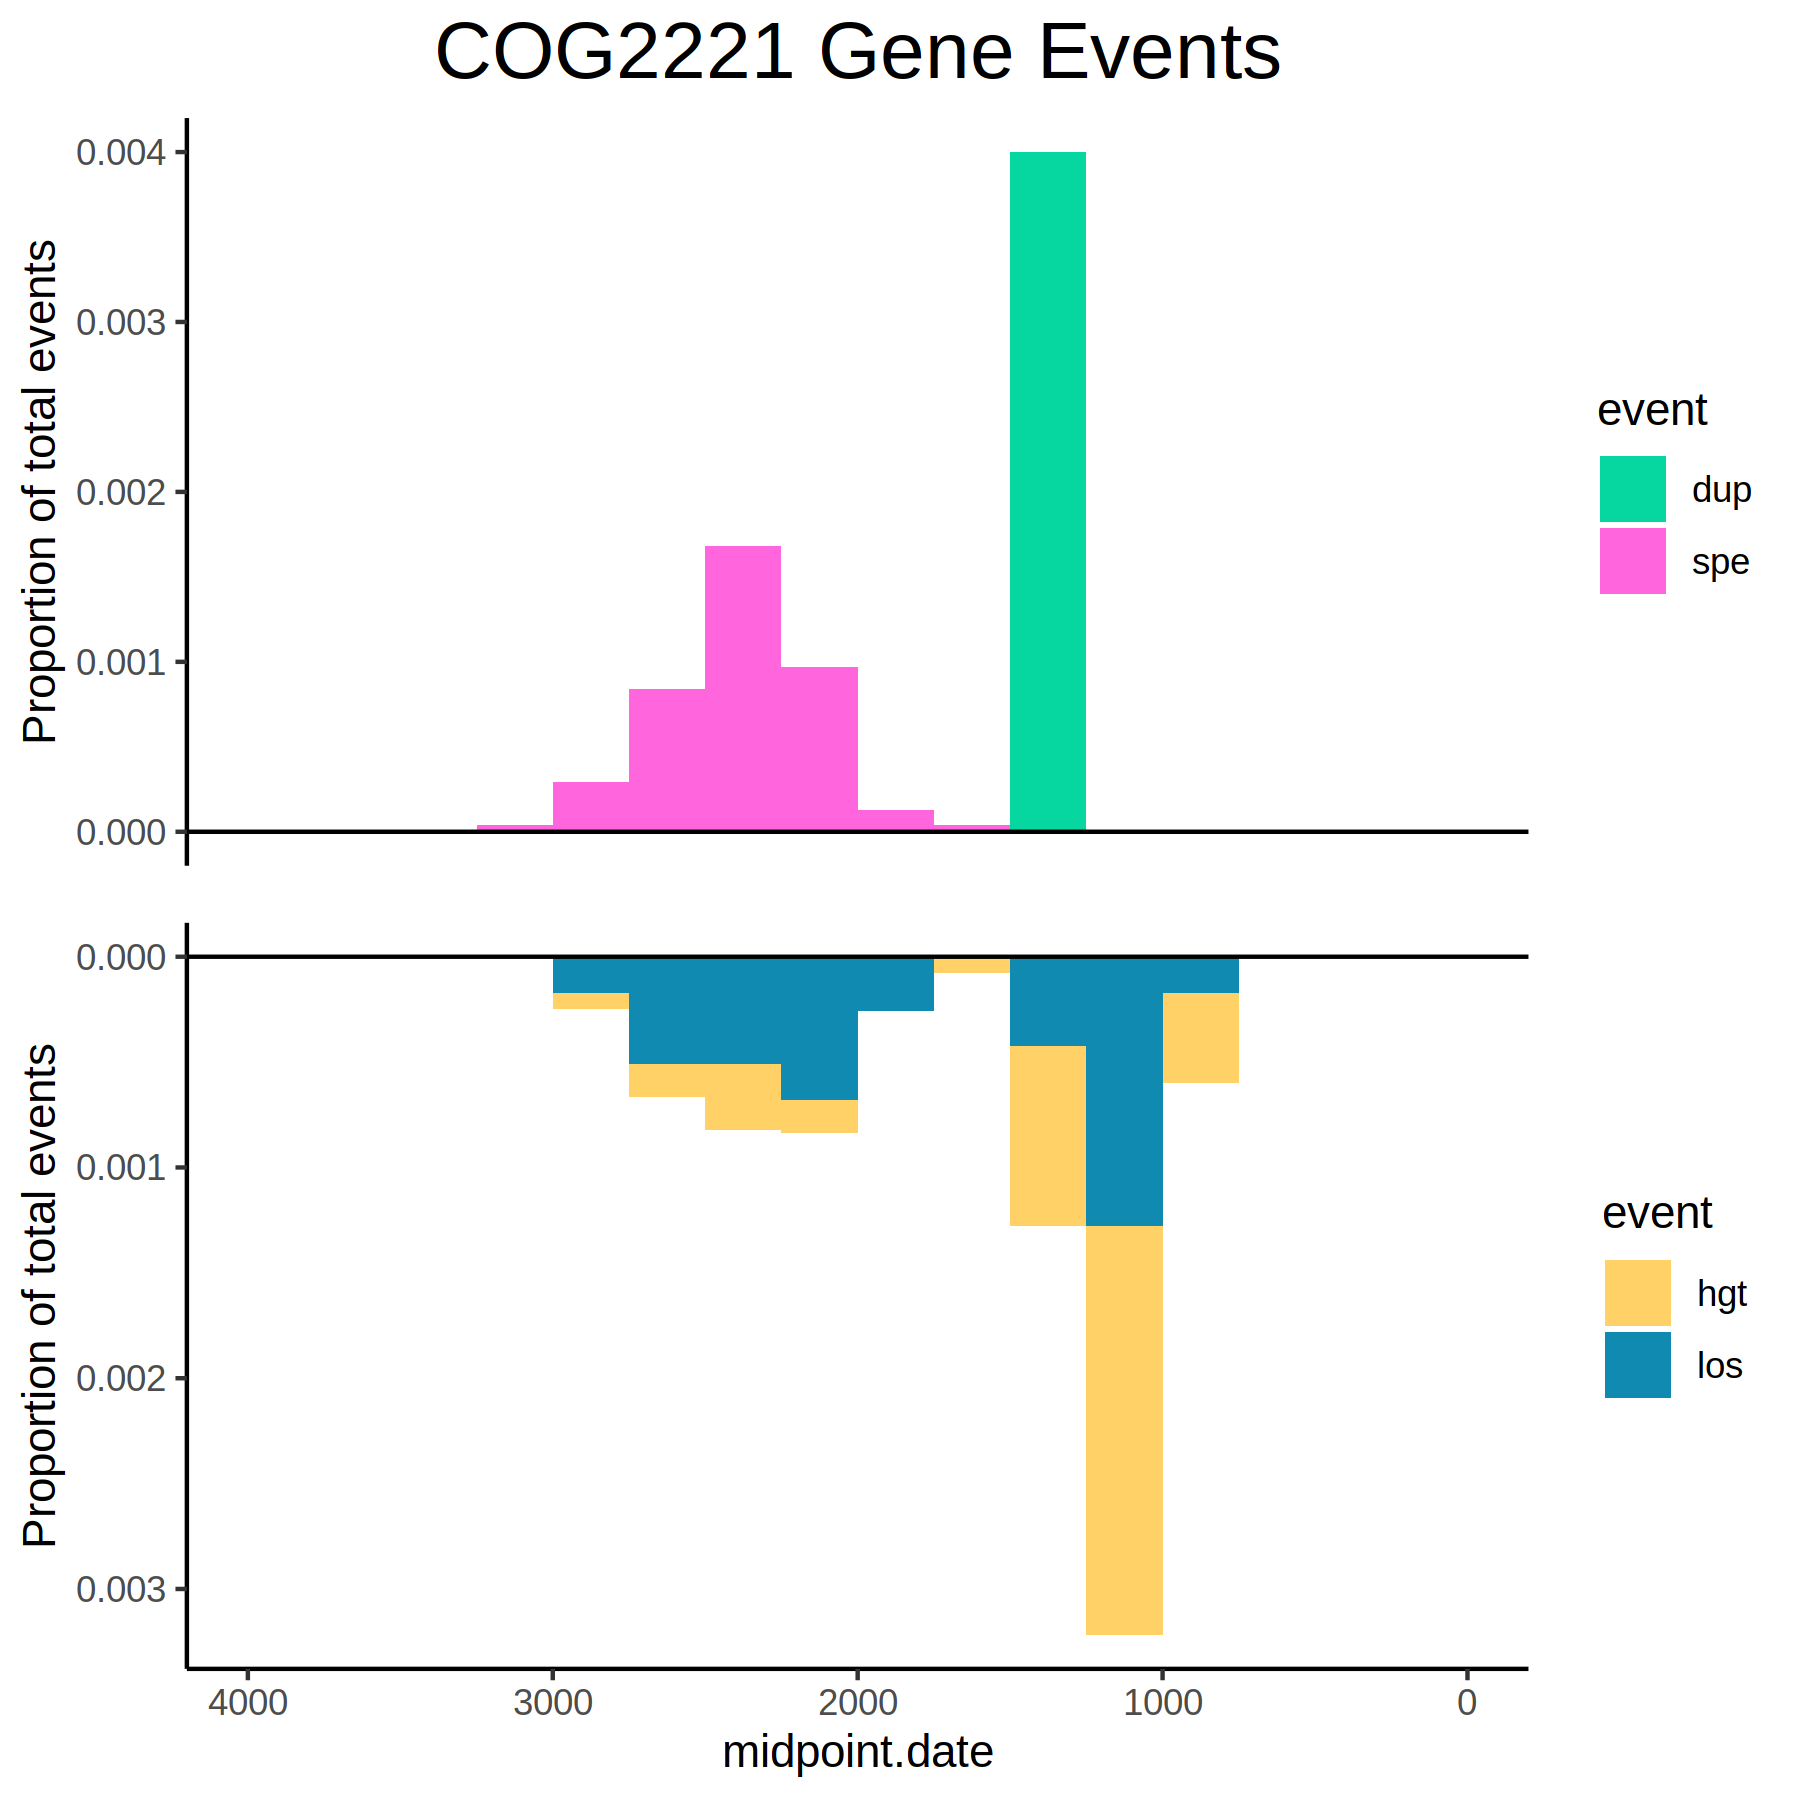 COG2221 Gene Events
Proportion of total events
0.004
0.003
0.002
0.001
0.000
event
dup
spe
Proportion of total events
0.000
0.001
0.002
0.003
event
hgt
los
4000 3000 2000 1000 0
midpoint.date